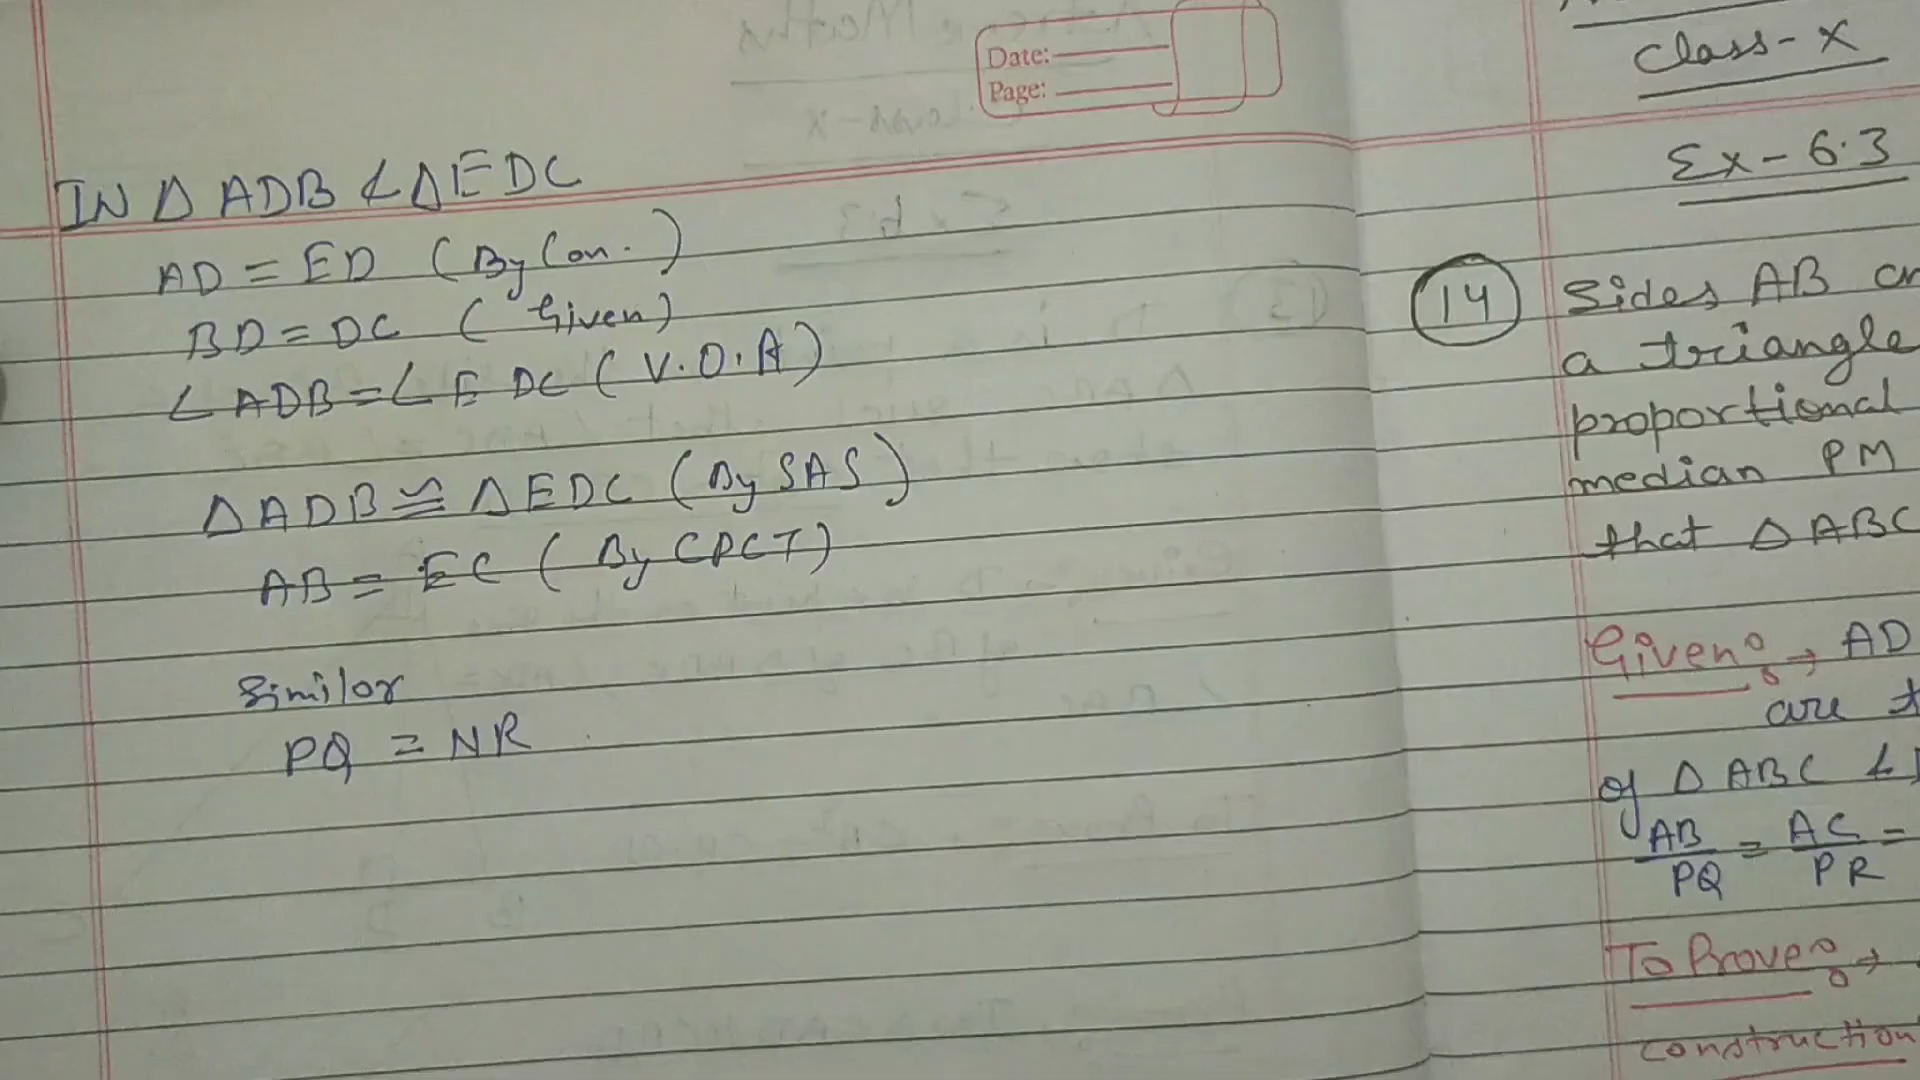 Date:
Page:
IN Δ ADB & Δ EDC
AD = ED (By Con.)
BD = DC (Given)
∠ ADB = ∠ EDC (V.O.A)
Δ ADB ≅ Δ EDC (By SAS)
AB = EC (By CPCT)
Similar
PQ = NR
Class-X
Ex-6.3
14 Sides AB
a triangle
proportional
median PM
that Δ ABC
Given:→ AD
are
of Δ ABC &
AB/PQ = AC/PR =
To Prove:→
construction